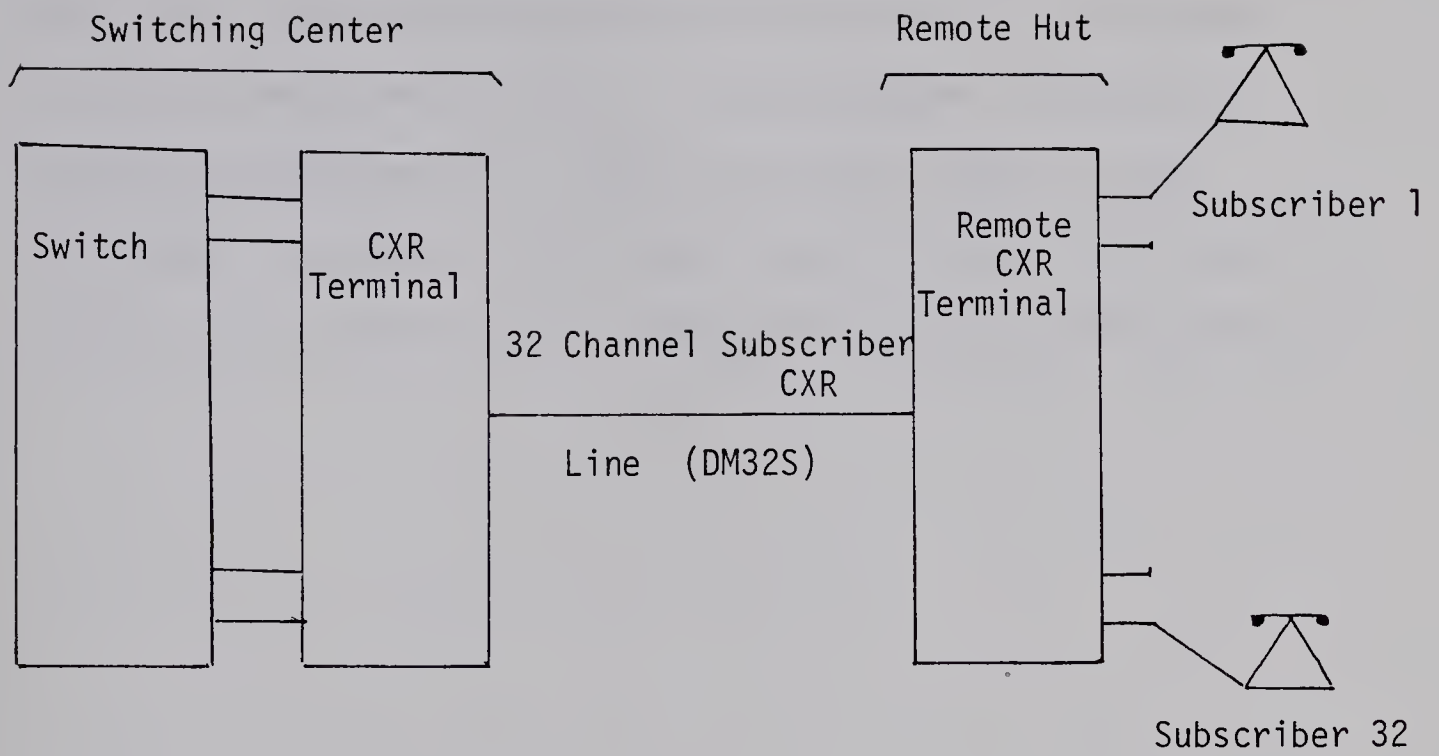 Switching Center
Remote Hut
Switch
CXR
Terminal
32 Channel Subscriber
CXR
Line (DM32S)
Remote
CXR
Terminal
Subscriber 1
Subscriber 32